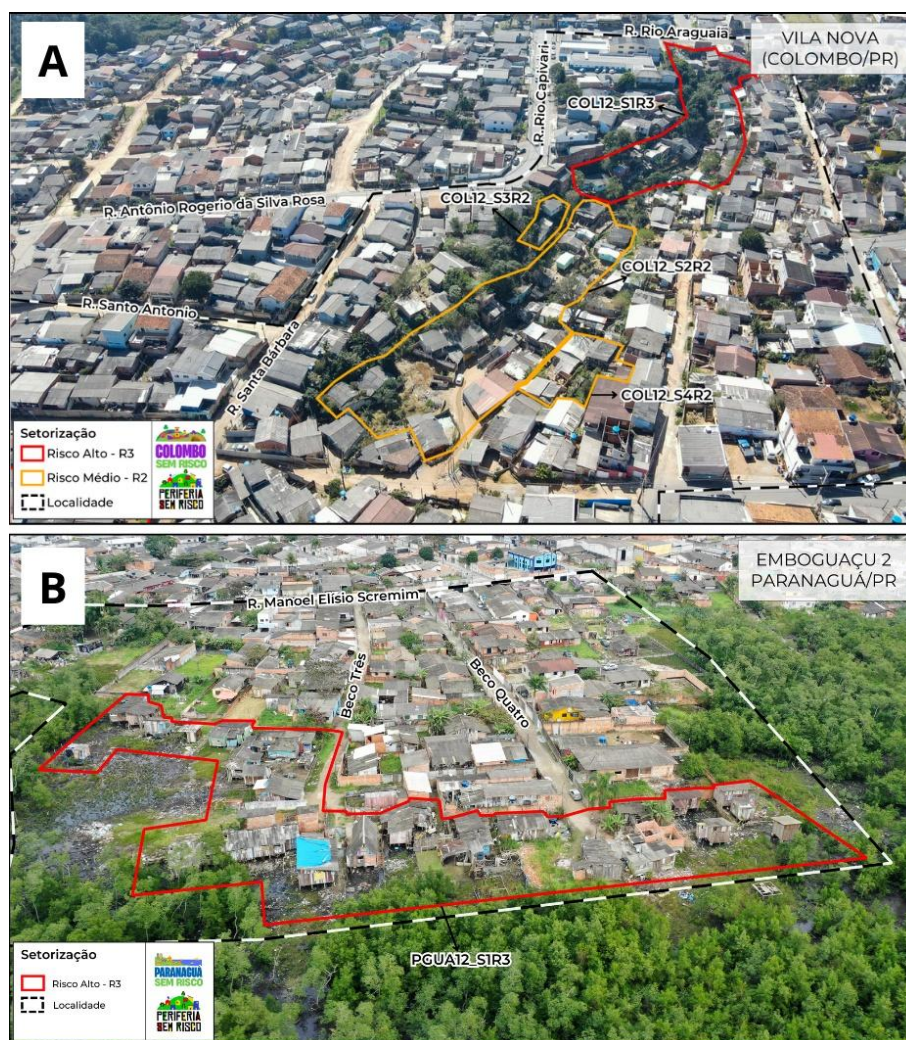 A
R. Rio Araguaia
VILA NOVA
(COLOMBO/PR)
R. Rio Capivari
COL12_S1R3
R. Antônio Rogerio da Silva Rosa
COL12_S3R2
COL12_S2R2
R. Santo Antonio
R. Santa Bárbara
COL12_S4R2
Setorização
Risco Alto - R3
Risco Médio - R2
Localidade
COLOMBO
SEM RISCO
PERIFERIA
SEM RISCO
B
EMBOGUAÇU 2
PARANAGUÁ/PR
R. Manoel Elísio Scremim
Beco Três
Beco Quatro
PGUA12_S1R3
Setorização
Risco Alto - R3
Localidade
PARANAGUÁ
SEM RISCO
PERIFERIA
SEM RISCO